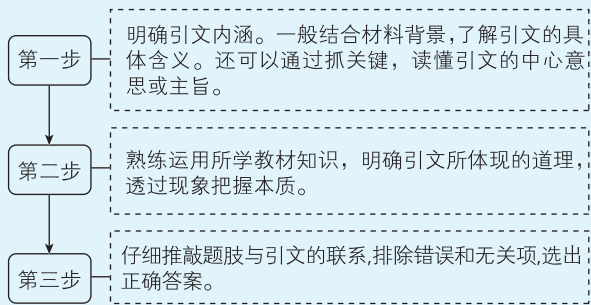 第一步
明确引文内涵。一般结合材料背景,了解引文的具
体含义。还可以通过抓关键，读懂引文的中心意
思或主旨。
第二步
熟练运用所学教材知识，明确引文所体现的道理,
透过现象把握本质。
第三步
仔细推敲题肢与引文的联系,排除错误和无关项,选出
正确答案。